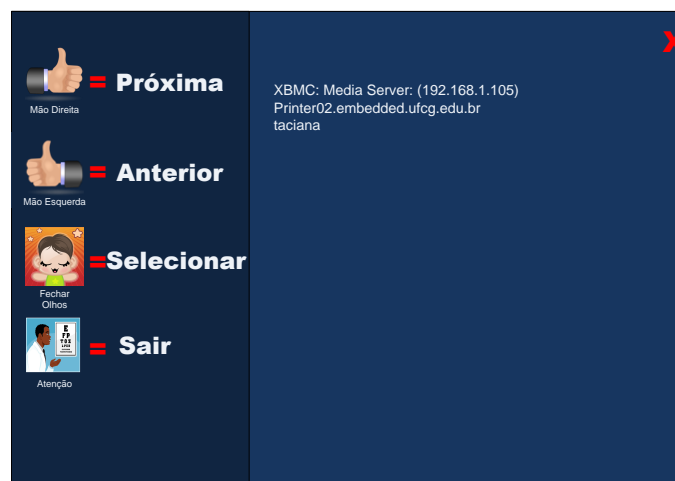 = Próxima
Mão Direita
= Anterior
Mão Esquerda
=Selecionar
Fechar
Olhos
= Sair
Atenção
X
XBMC: Media Server: (192.168.1.105)
Printer02.embedded.ufcg.edu.br
taciana